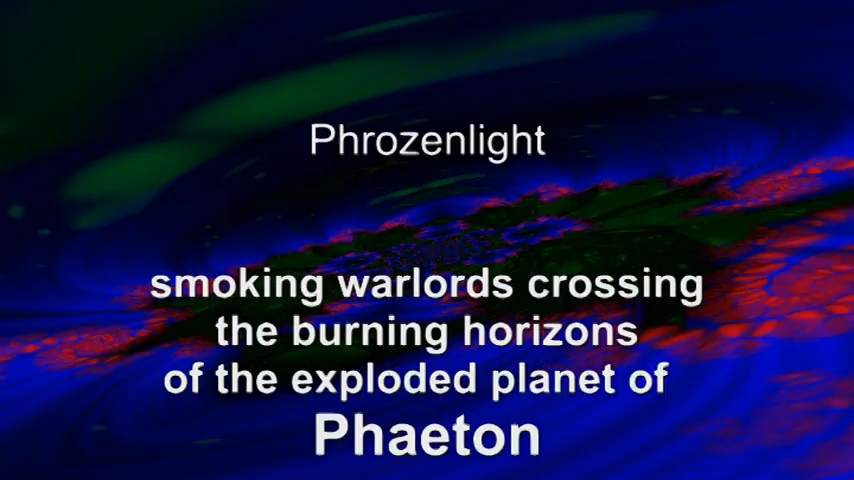 Phrozenlight
smoking warlords crossing
the burning horizons
of the exploded planet of
Phaeton